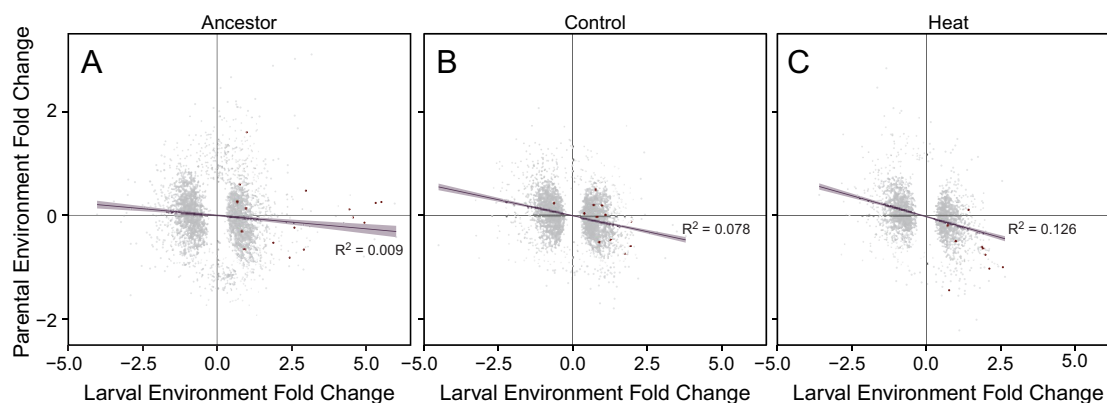 Ancestor
Control
Heat
A
B
C
Parental Environment Fold Change
2
0
−2
R² = 0.009
R² = 0.078
R² = 0.126
−5.0 −2.5 0.0 2.5 5.0
−5.0 −2.5 0.0 2.5 5.0
−5.0 −2.5 0.0 2.5 5.0
Larval Environment Fold Change
Larval Environment Fold Change
Larval Environment Fold Change